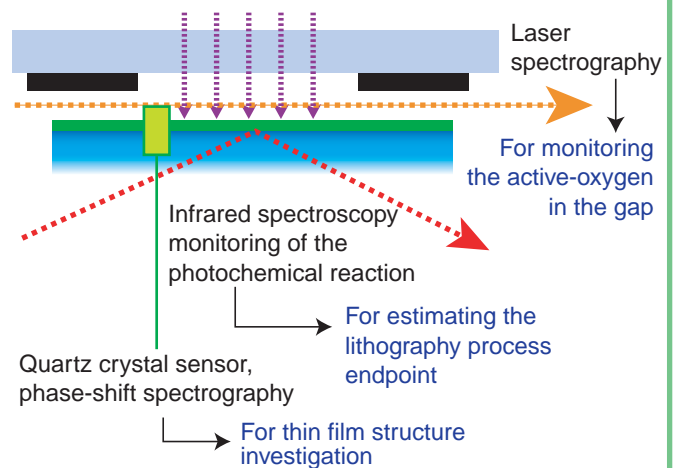 Laser
spectrography
For monitoring
the active-oxygen
in the gap
Infrared spectroscopy
monitoring of the
photochemical reaction
For estimating the
lithography process
endpoint
Quartz crystal sensor,
phase-shift spectrography
For thin film structure
investigation